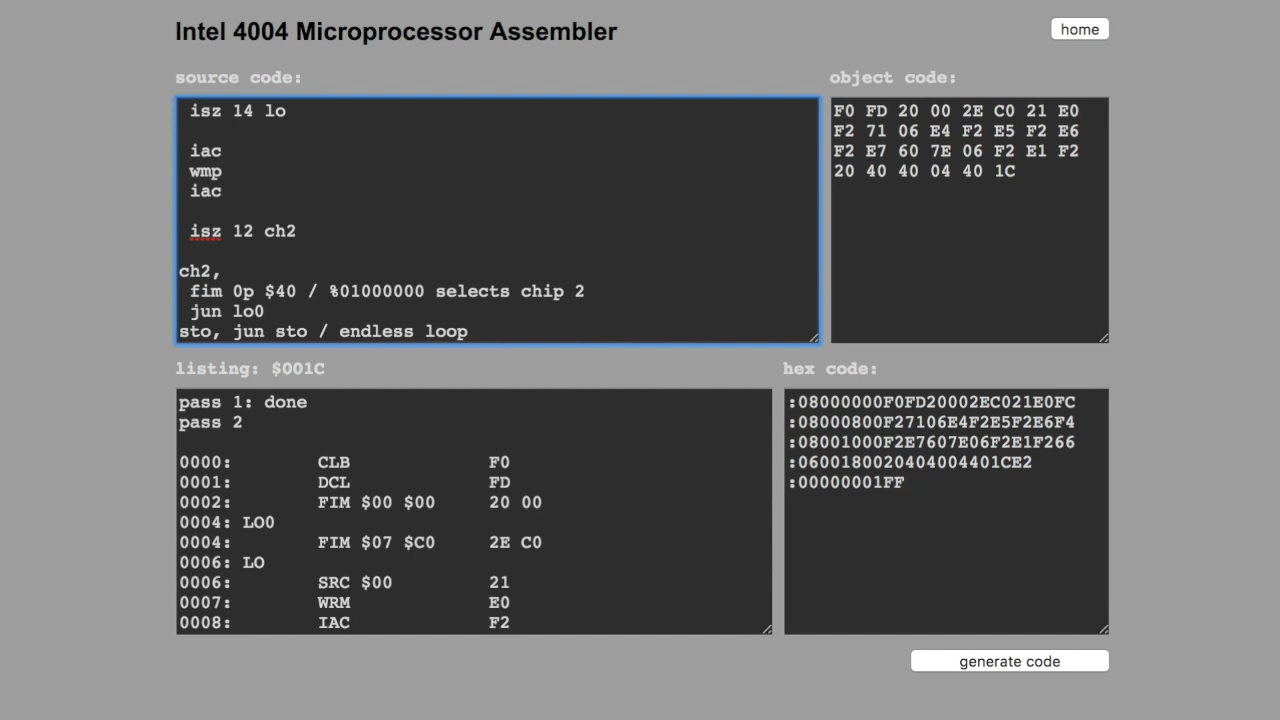 Intel 4004 Microprocessor Assembler
home
source code:
object code:
isz 14 lo
iac
wmp
iac
isz 12 ch2
ch2,
fim 0p $40 / %01000000 selects chip 2
jun lo0
sto, jun sto / endless loop
F0 FD 20 00 2E C0 21 E0
F2 71 06 E4 F2 E5 F2 E6
F2 E7 60 7E 06 F2 E1 F2
20 40 40 04 40 1C
listing: $001C
hex code:
pass 1: done
pass 2
0000: CLB F0
0001: DCL FD
0002: FIM $00 $00 20 00
0004: LO0
0004: FIM $07 $C0 2E C0
0006: LO
0006: SRC $00 21
0007: WRM E0
0008: IAC F2
:08000000F0FD20002EC021E0FC
:08000800F27106E4F2E5F2E6F4
:08001000F2E7607E06F2E1F266
:0600180020404004401CE2
:00000001FF
generate code